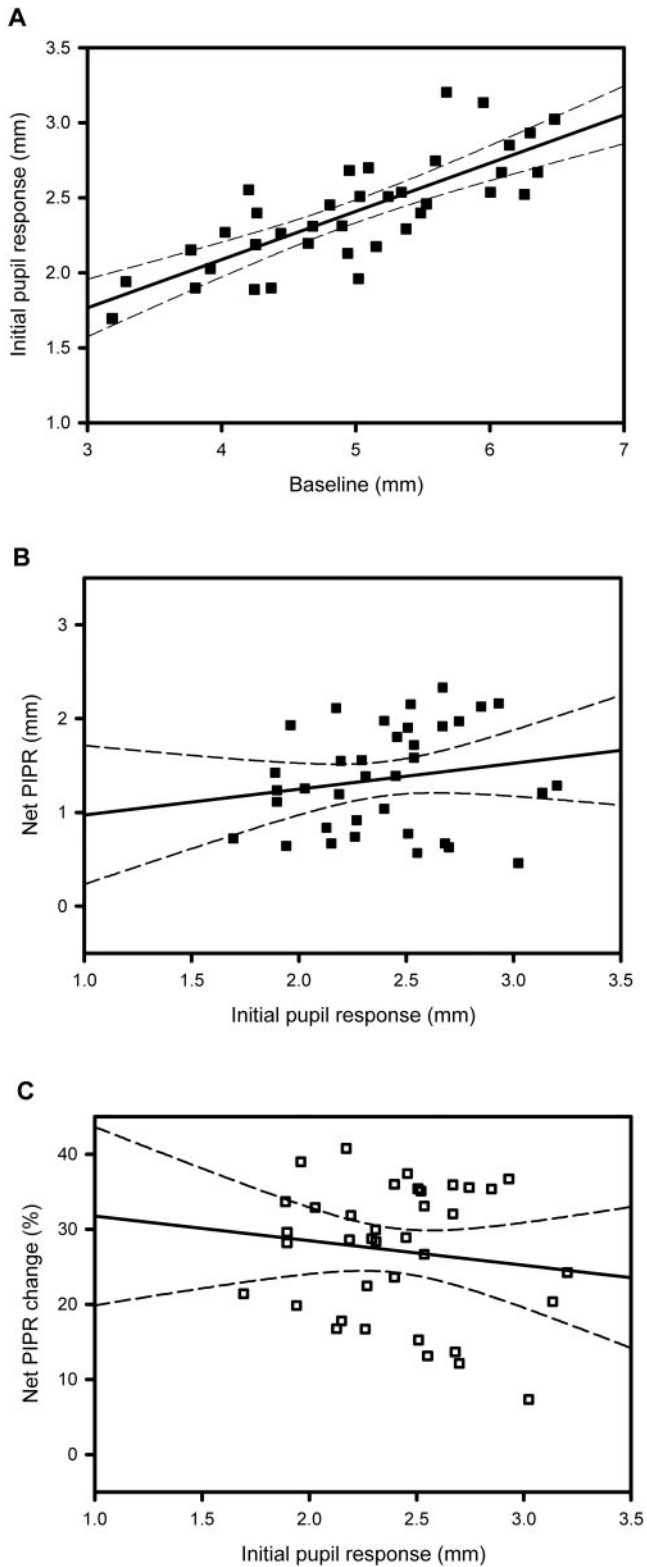 A
3.5
3.0
2.5
2.0
1.5
1.0
Initial pupil response (mm)
3 4 5 6 7
Baseline (mm)
B
3
2
1
0
Net PIPR (mm)
1.0 1.5 2.0 2.5 3.0 3.5
Initial pupil response (mm)
C
40
30
20
10
0
Net PIPR change (%)
1.0 1.5 2.0 2.5 3.0 3.5
Initial pupil response (mm)